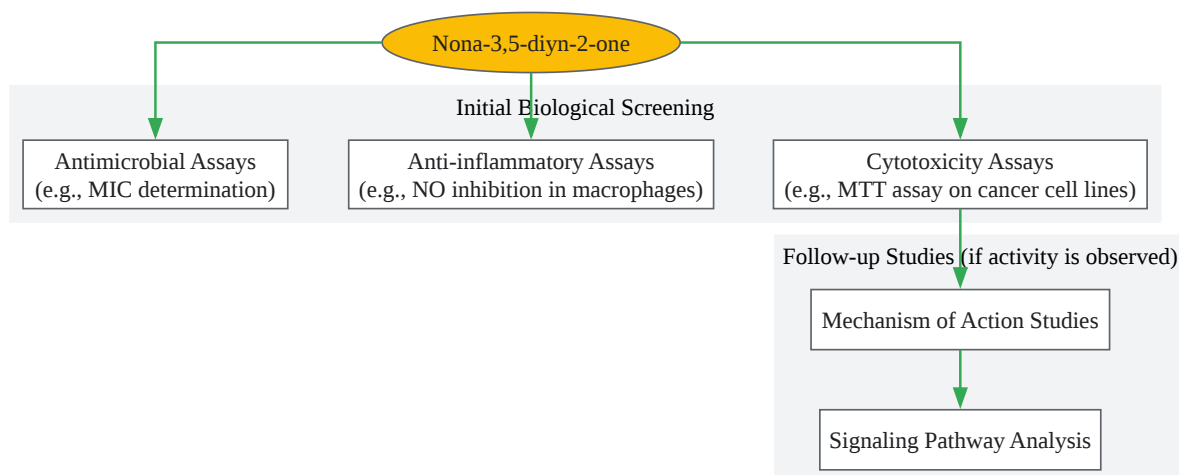 Nona-3,5-diyn-2-one
Initial Biological Screening
Antimicrobial Assays
(e.g., MIC determination)
Anti-inflammatory Assays
(e.g., NO inhibition in macrophages)
Cytotoxicity Assays
(e.g., MTT assay on cancer cell lines)
Follow-up Studies (if activity is observed)
Mechanism of Action Studies
Signaling Pathway Analysis